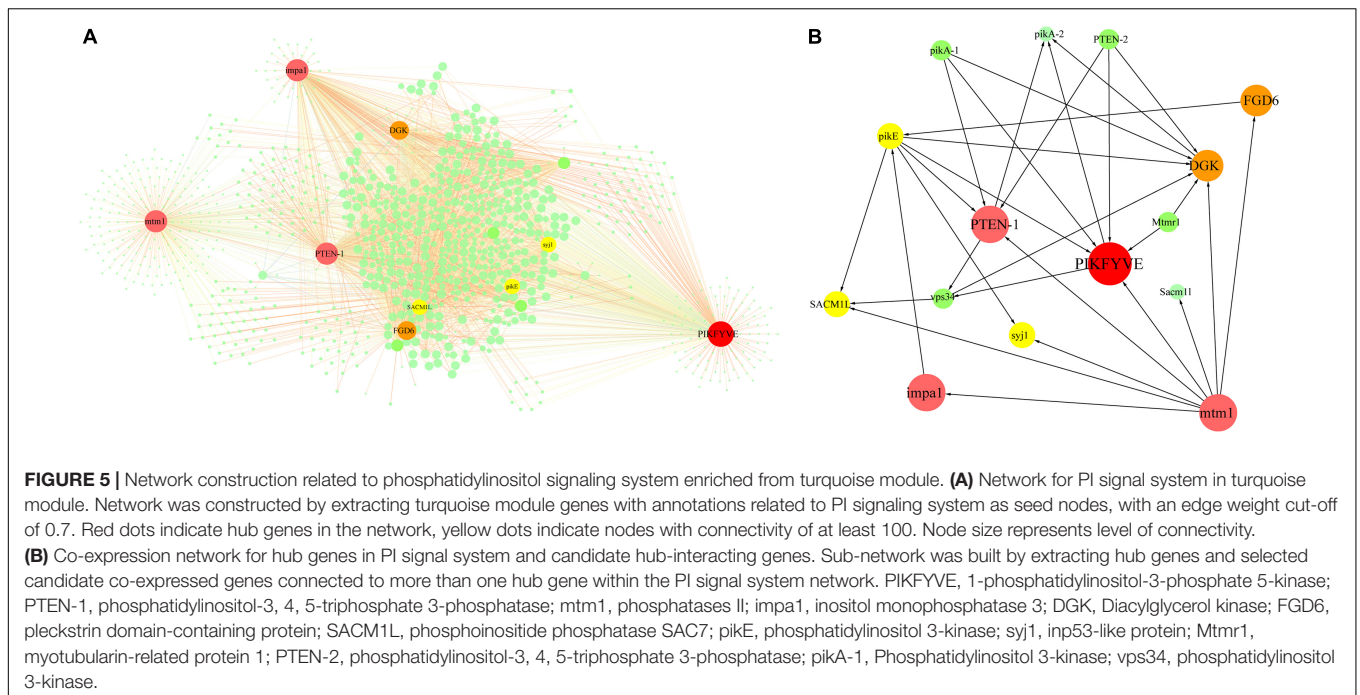 A
B
impa1
DGK
mtm1
PTEN-1
syj1
pikE
SACM1L
FGD6
PIKFYVE
pikA-1
pikA-2
PTEN-2
FGD6
pikE
DGK
PTEN-1
Mtmr1
PIKFYVE
Sacm1l
vps34
SACM1L
syj1
impa1
mtm1
FIGURE 5 | Network construction related to phosphatidylinositol signaling system enriched from turquoise module. (A) Network for PI signal system in turquoise
module. Network was constructed by extracting turquoise module genes with annotations related to PI signaling system as seed nodes, with an edge weight cut-off
of 0.7. Red dots indicate hub genes in the network, yellow dots indicate nodes with connectivity of at least 100. Node size represents level of connectivity.
(B) Co-expression network for hub genes in PI signal system and candidate hub-interacting genes. Sub-network was built by extracting hub genes and selected
candidate co-expressed genes connected to more than one hub gene within the PI signal system network. PIKFYVE, 1-phosphatidylinositol-3-phosphate 5-kinase;
PTEN-1, phosphatidylinositol-3, 4, 5-triphosphate 3-phosphatase; mtm1, phosphatases II; impa1, inositol monophosphatase 3; DGK, Diacylglycerol kinase; FGD6,
pleckstrin domain-containing protein; SACM1L, phosphoinositide phosphatase SAC7; pikE, phosphatidylinositol 3-kinase; syj1, inp53-like protein; Mtmr1,
myotubularin-related protein 1; PTEN-2, phosphatidylinositol-3, 4, 5-triphosphate 3-phosphatase; pikA-1, Phosphatidylinositol 3-kinase; vps34, phosphatidylinositol
3-kinase.